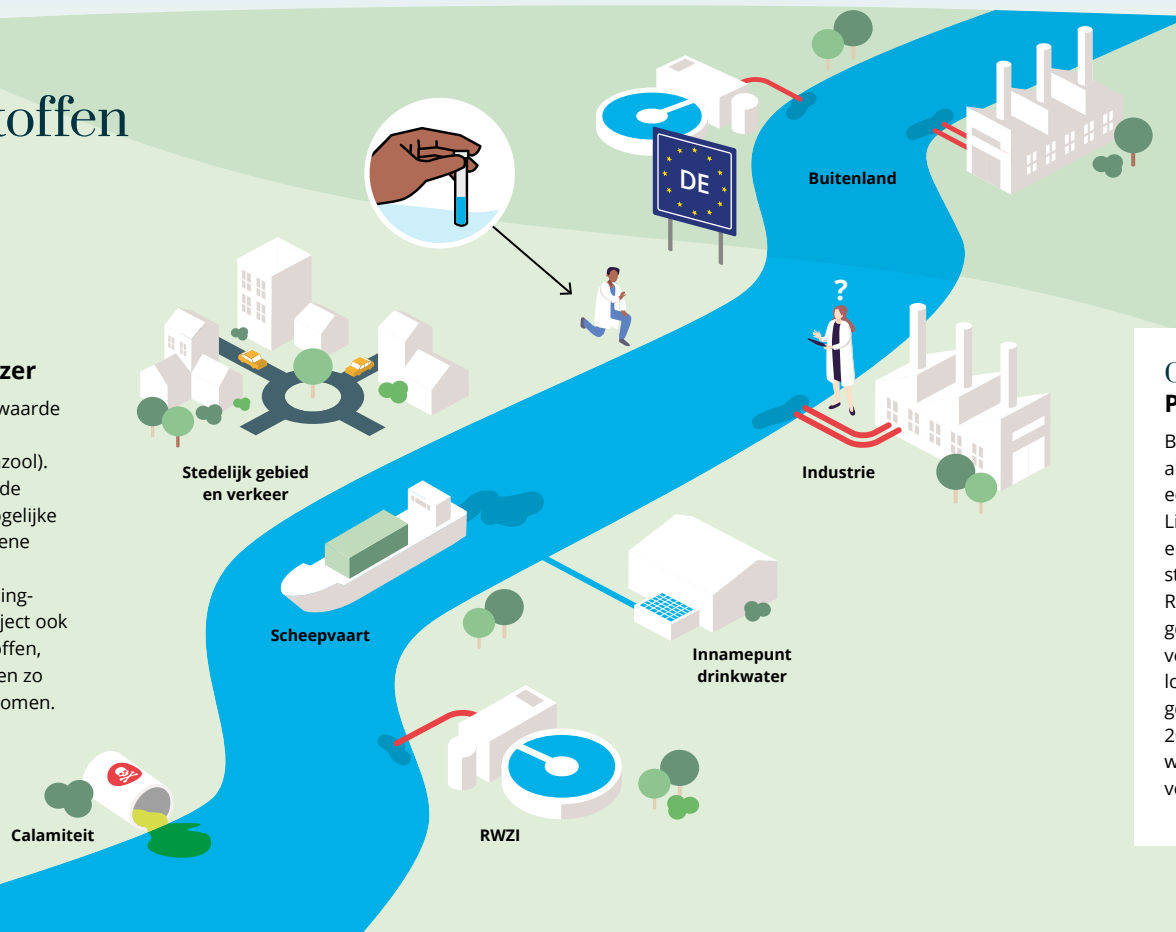 toffen
DE
Buitenland
?
zer
waarde
zool).
de
gelijke
ene
ing-
ject ook
ffen,
en zo
omen.
Stedelijk gebied
en verkeer
Industrie
Scheepvaart
Innamepunt
drinkwater
Calamiteit
RWZI
P
B
a
e
Li
e
st
R
g
v
lo
g
2
w
v